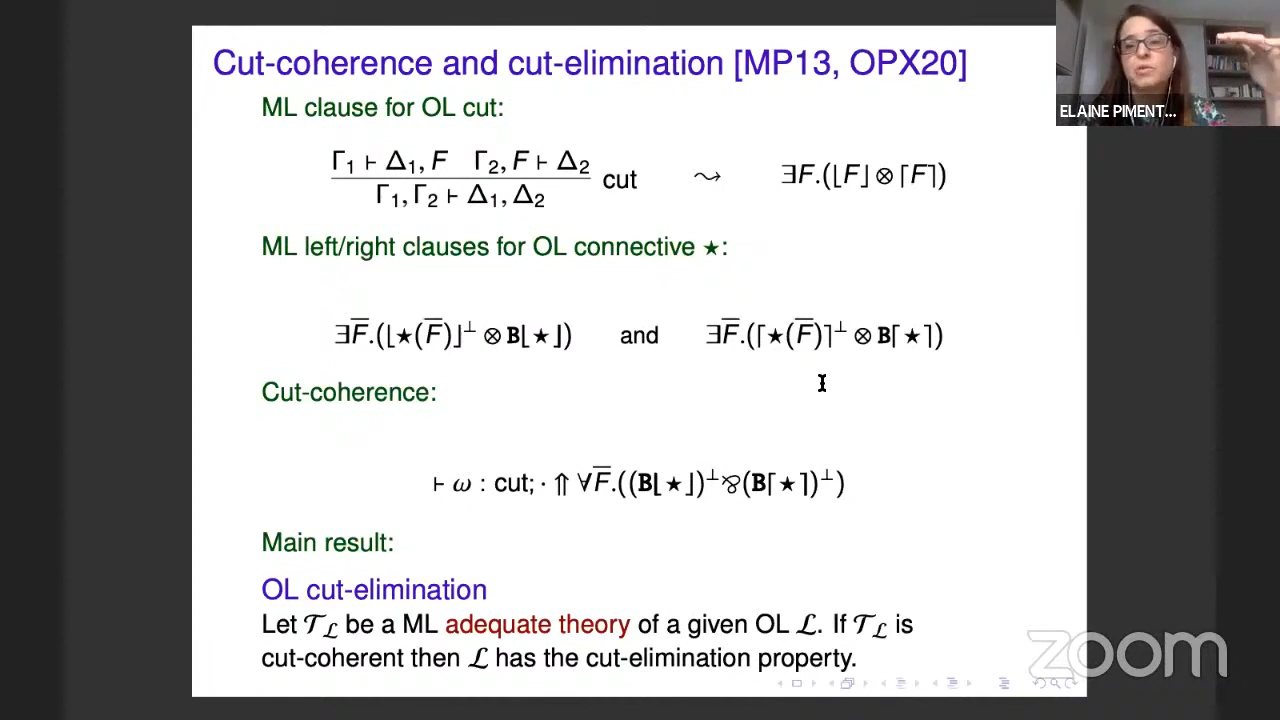 Cut-coherence and cut-elimination [MP13, OPX20]
ELAINE PIMENT...
ML clause for OL cut:
Γ₁ ⊢ Δ₁, F Γ₂, F ⊢ Δ₂
Γ₁, Γ₂ ⊢ Δ₁, Δ₂ cut ⇝ ∃F.(⌊F⌋ ⊗ ⌈F⌉)
ML left/right clauses for OL connective ★:
∃F̅.(⌊★(F̅)⌋⊥ ⊗ B⌊★⌋) and ∃F̅.(⌈★(F̅)⌉⊥ ⊗ B⌈★⌉)
Cut-coherence:
⊢ ω : cut; · ⇑ ∀F̅.((B⌊★⌋)⊥⅋(B⌈★⌉)⊥)
Main result:
OL cut-elimination
Let 𝒯ℒ be a ML adequate theory of a given OL ℒ. If 𝒯ℒ is
cut-coherent then ℒ has the cut-elimination property.
zoom